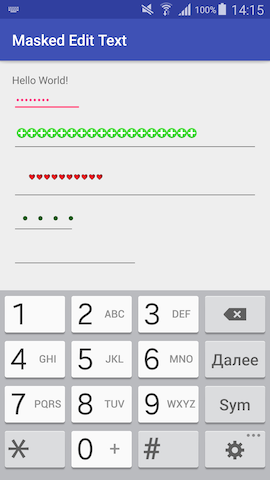 100% 14:15
Masked Edit Text
Hello World!
1 2 ABC 3 DEF
4 GHI 5 JKL 6 MNO Далее
7 PQRS 8 TUV 9 WXYZ Sym
* 0 + #